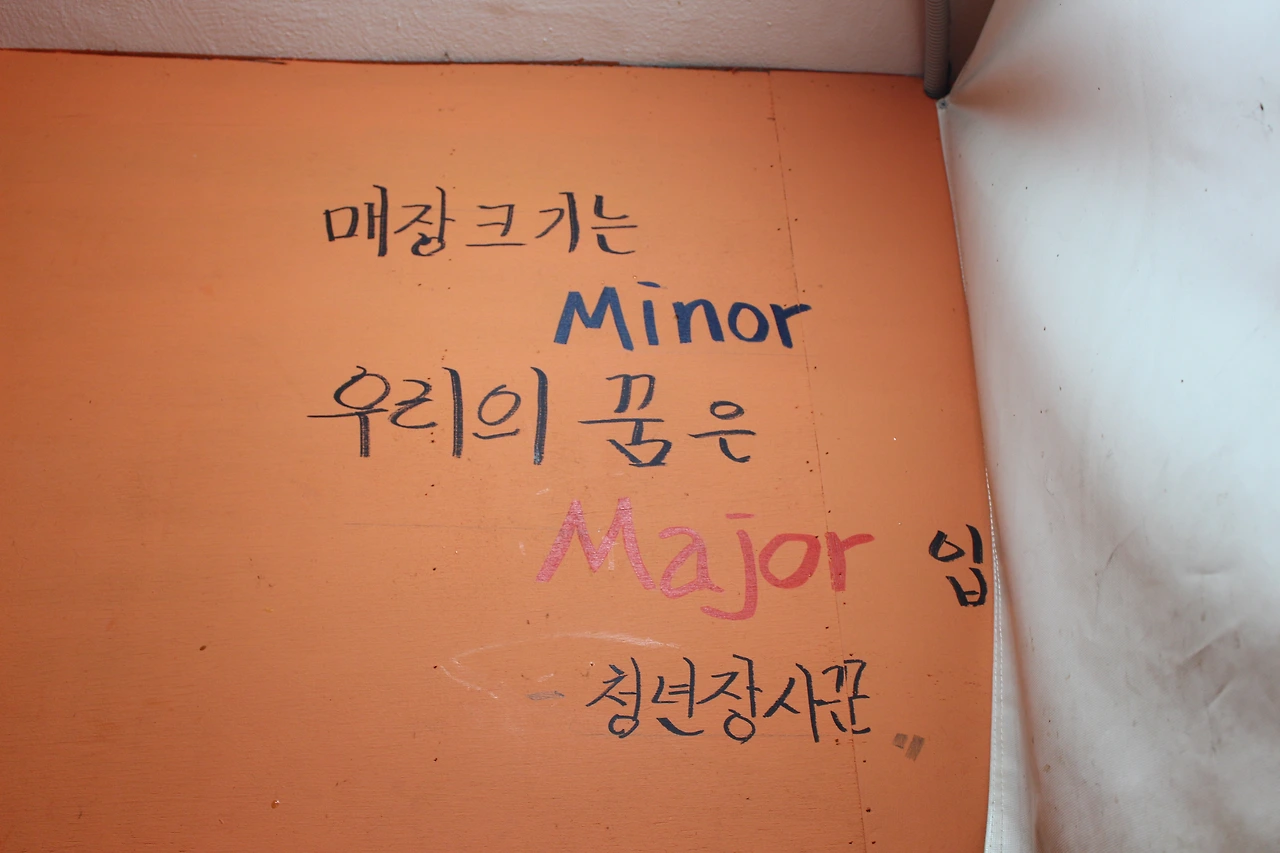 매장크기는
Minor
우리의 꿈은
Major 입
- 청년장사꾼